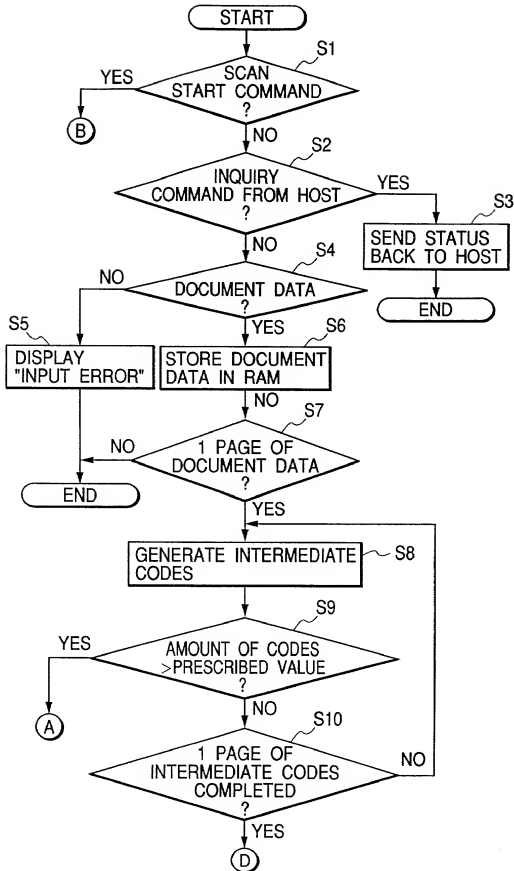 START
S1
YES
SCAN
START COMMAND
?
B
NO
S2
INQUIRY
COMMAND FROM HOST
?
YES
S3
SEND STATUS
BACK TO HOST
END
NO
S4
NO
DOCUMENT DATA
?
YES
S5
DISPLAY
"INPUT ERROR"
S6
STORE DOCUMENT
DATA IN RAM
NO
S7
NO
1 PAGE OF
DOCUMENT DATA
?
END
YES
GENERATE INTERMEDIATE
CODES
S8
S9
YES
AMOUNT OF CODES
>PRESCRIBED VALUE
?
A
NO
S10
1 PAGE OF
INTERMEDIATE CODES
COMPLETED
?
NO
YES
D